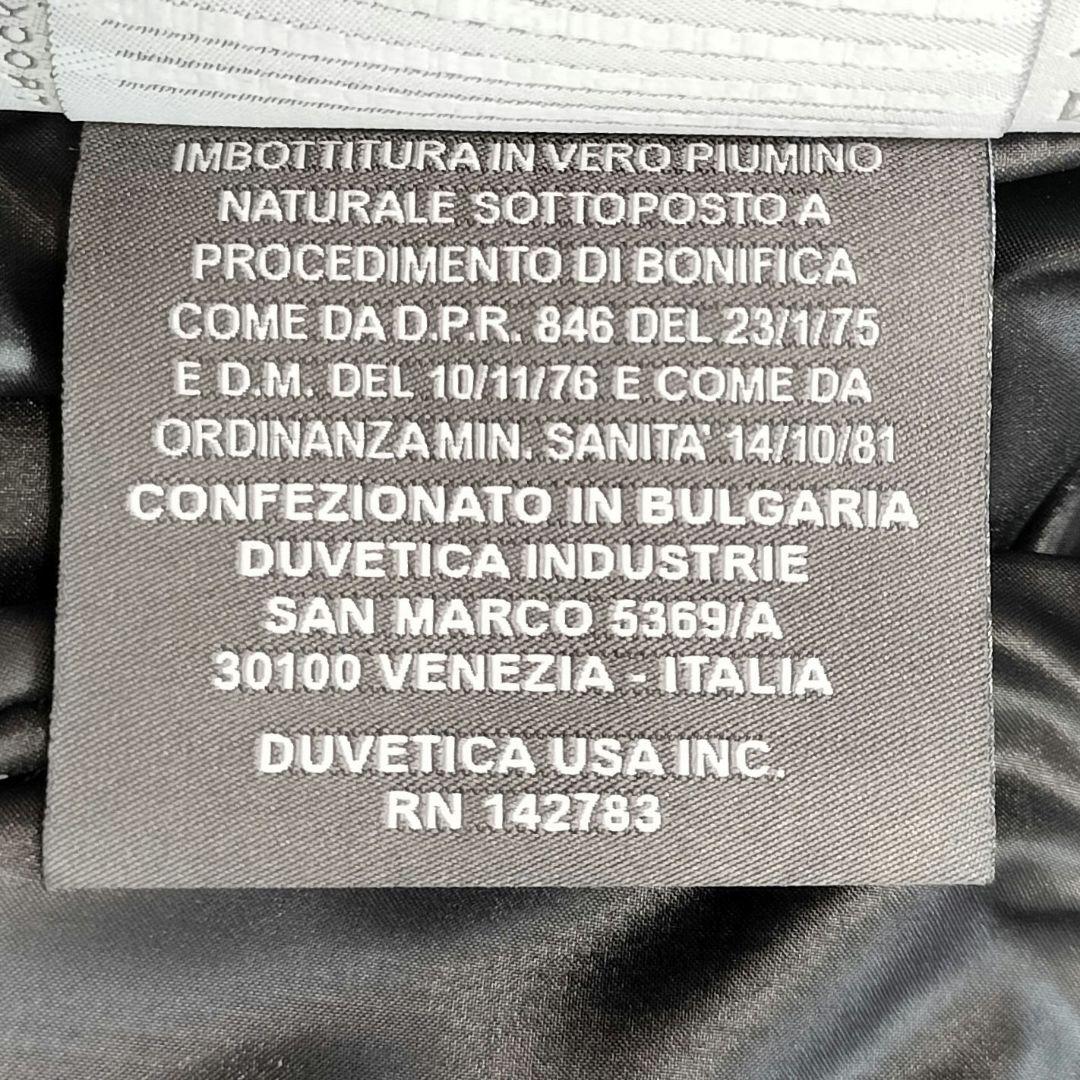 IMBOTTITURA IN VERO PIUMINO
NATURALE SOTTOPOSTO A
PROCEDIMENTO DI BONIFICA
COME DA D.P.R. 846 DEL 23/1/75
E D.M. DEL 10/11/76 E COME DA
ORDINANZA MIN. SANITA' 14/10/81
CONFEZIONATO IN BULGARIA
DUVETICA INDUSTRIE
SAN MARCO 5369/A
30100 VENEZIA - ITALIA
DUVETICA USA INC.
RN 142783